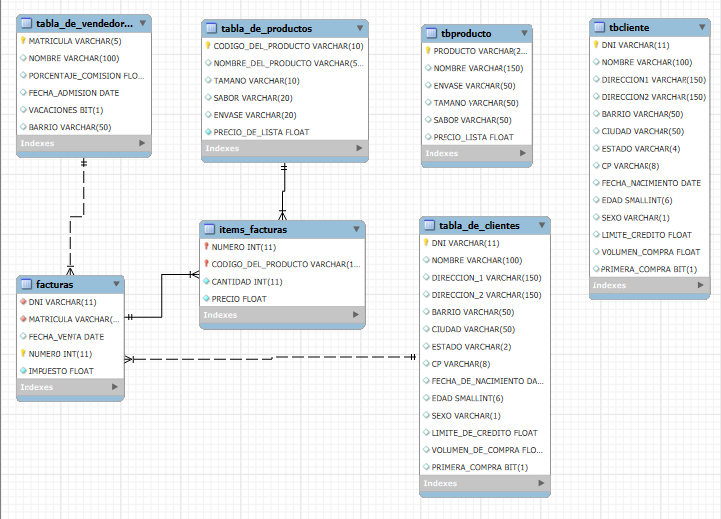 tabla_de_vendedor...
MATRICULA VARCHAR(5)
NOMBRE VARCHAR(100)
PORCENTAJE_COMISION FLO...
FECHA_ADMISION DATE
VACACIONES BIT(1)
BARRIO VARCHAR(50)
Indexes
tabla_de_productos
CODIGO_DEL_PRODUCTO VARCHAR(10)
NOMBRE_DEL_PRODUCTO VARCHAR(5...
TAMANO VARCHAR(10)
SABOR VARCHAR(20)
ENVASE VARCHAR(20)
PRECIO_DE_LISTA FLOAT
Indexes
tbproducto
PRODUCTO VARCHAR(2...
NOMBRE VARCHAR(150)
ENVASE VARCHAR(50)
TAMANO VARCHAR(50)
SABOR VARCHAR(50)
PRECIO_LISTA FLOAT
Indexes
tbcliente
DNI VARCHAR(11)
NOMBRE VARCHAR(100)
DIRECCION1 VARCHAR(150)
DIRECCION2 VARCHAR(150)
BARRIO VARCHAR(50)
CIUDAD VARCHAR(50)
ESTADO VARCHAR(4)
CP VARCHAR(8)
FECHA_NACIMIENTO DATE
EDAD SMALLINT(6)
SEXO VARCHAR(1)
LIMITE_CREDITO FLOAT
VOLUMEN_COMPRA FLOAT
PRIMERA_COMPRA BIT(1)
Indexes
items_facturas
NUMERO INT(11)
CODIGO_DEL_PRODUCTO VARCHAR(1...
CANTIDAD INT(11)
PRECIO FLOAT
Indexes
tabla_de_clientes
DNI VARCHAR(11)
NOMBRE VARCHAR(100)
DIRECCION_1 VARCHAR(150)
DIRECCION_2 VARCHAR(150)
BARRIO VARCHAR(50)
CIUDAD VARCHAR(50)
ESTADO VARCHAR(2)
CP VARCHAR(8)
FECHA_DE_NACIMIENTO DA...
EDAD SMALLINT(6)
SEXO VARCHAR(1)
LIMITE_DE_CREDITO FLOAT
VOLUMEN_DE_COMPRA FLO...
PRIMERA_COMPRA BIT(1)
Indexes
facturas
DNI VARCHAR(11)
MATRICULA VARCHAR(...
FECHA_VENTA DATE
NUMERO INT(11)
IMPUESTO FLOAT
Indexes